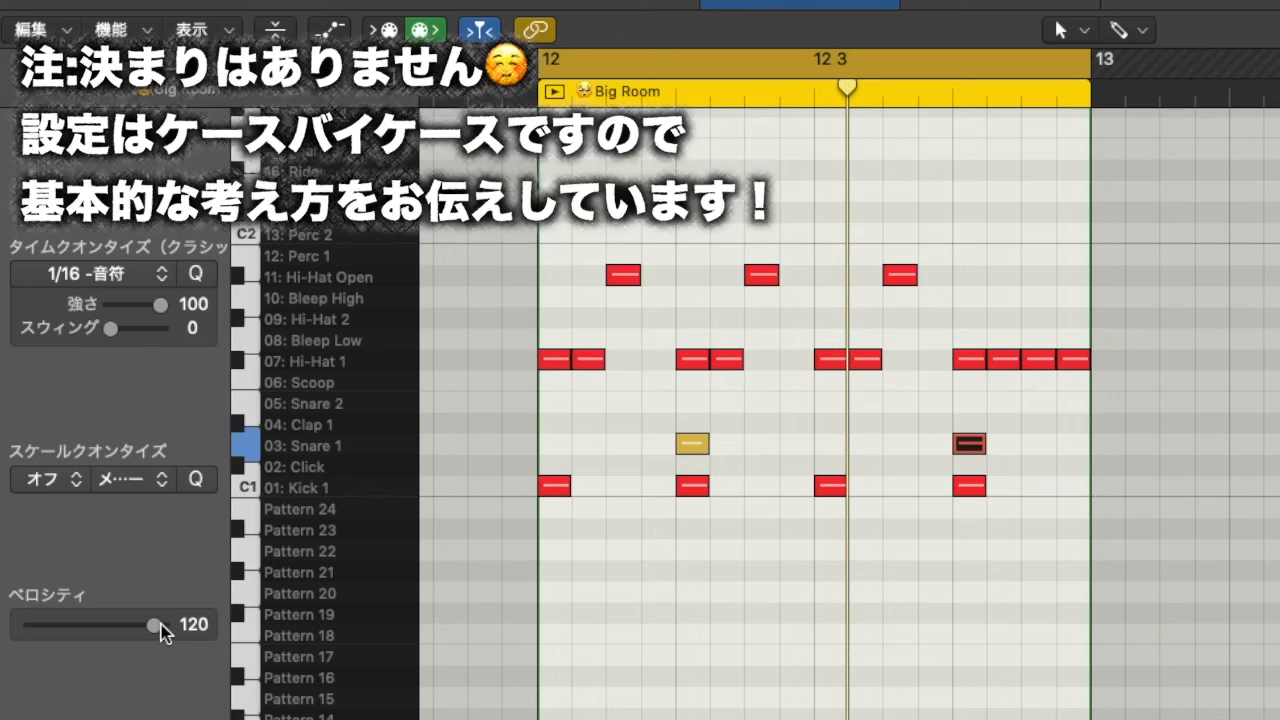 編集 機能 表示
注:決まりはありません☺️
設定はケースバイケースですので
基本的な考え方をお伝えしています！
12
12 3
13
Big Room
タイムクオンタイズ（クラシッ
1/16 -音符 Q
強さ 100
スウィング 0
スケールクオンタイズ
オフ メ…ー Q
ベロシティ
120
C2
13: Perc 2
12: Perc 1
11: Hi-Hat Open
10: Bleep High
09: Hi-Hat 2
08: Bleep Low
07: Hi-Hat 1
06: Scoop
05: Snare 2
04: Clap 1
03: Snare 1
02: Click
C1
01: Kick 1
Pattern 24
Pattern 23
Pattern 22
Pattern 21
Pattern 20
Pattern 19
Pattern 18
Pattern 17
Pattern 16
Pattern 15